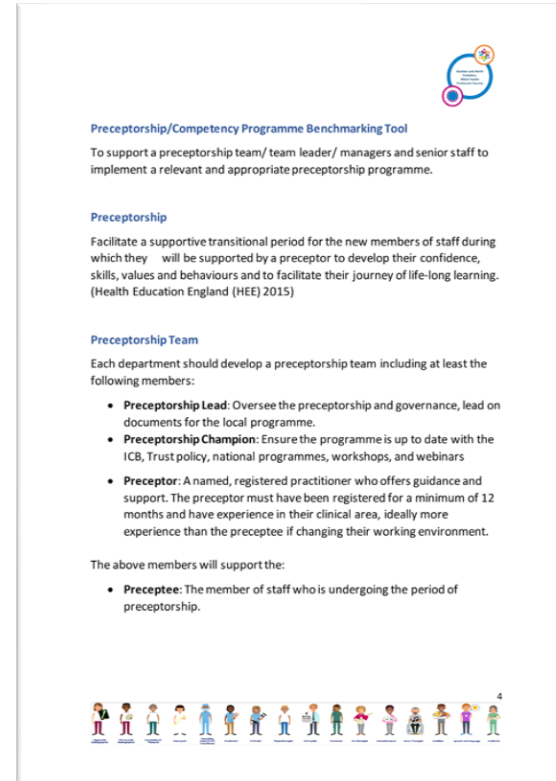 Preceptorship/Competency Programme Benchmarking Tool
To support a preceptorship team/ team leader/ managers and senior staff to
implement a relevant and appropriate preceptorship programme.
Preceptorship
Facilitate a supportive transitional period for the new members of staff during
which they will be supported by a preceptor to develop their confidence,
skills, values and behaviours and to facilitate their journey of life-long learning.
(Health Education England (HEE) 2015)
Preceptorship Team
Each department should develop a preceptorship team including at least the
following members:
• Preceptorship Lead: Oversee the preceptorship and governance, lead on
documents for the local programme.
• Preceptorship Champion: Ensure the programme is up to date with the
ICB, Trust policy, national programmes, workshops, and webinars
• Preceptor: A named, registered practitioner who offers guidance and
support. The preceptor must have been registered for a minimum of 12
months and have experience in their clinical area, ideally more
experience than the preceptee if changing their working environment.
The above members will support the:
• Preceptee: The member of staff who is undergoing the period of
preceptorship.
4